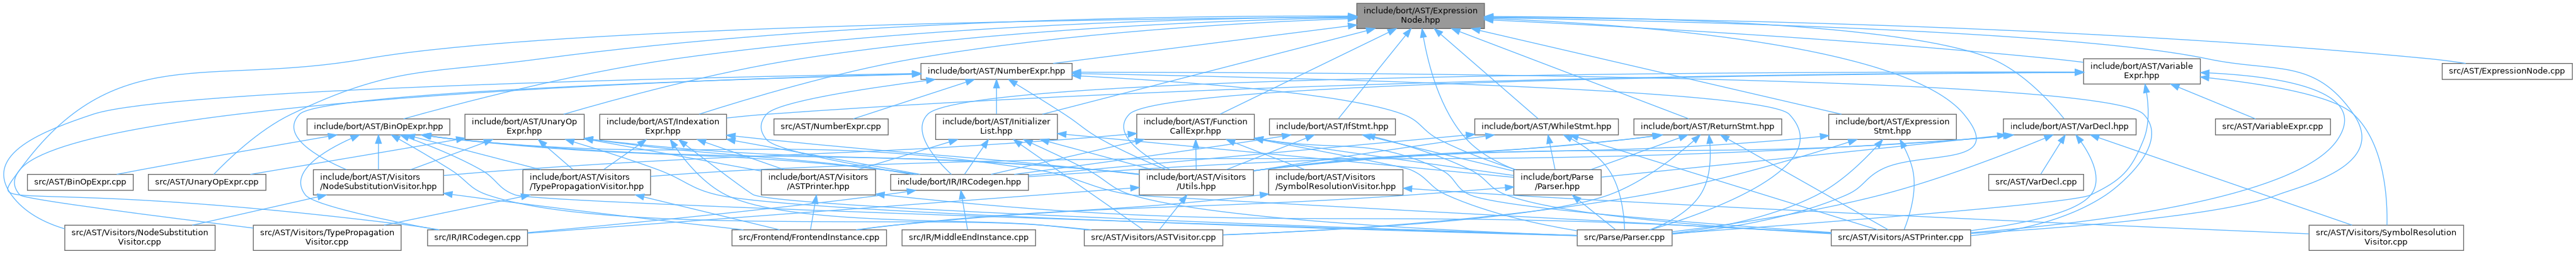 include/bort/AST/Expression
Node.hpp
include/bort/AST/NumberExpr.hpp
include/bort/AST/Variable
Expr.hpp
src/AST/ExpressionNode.cpp
include/bort/AST/BinOpExpr.hpp
include/bort/AST/UnaryOp
Expr.hpp
include/bort/AST/Indexation
Expr.hpp
src/AST/NumberExpr.cpp
include/bort/AST/Initializer
List.hpp
include/bort/AST/Function
CallExpr.hpp
include/bort/AST/IfStmt.hpp
include/bort/AST/WhileStmt.hpp
include/bort/AST/ReturnStmt.hpp
include/bort/AST/Expression
Stmt.hpp
include/bort/AST/VarDecl.hpp
src/AST/VariableExpr.cpp
src/AST/BinOpExpr.cpp
src/AST/UnaryOpExpr.cpp
include/bort/AST/Visitors
/NodeSubstitutionVisitor.hpp
include/bort/AST/Visitors
/TypePropagationVisitor.hpp
include/bort/AST/Visitors
/ASTPrinter.hpp
include/bort/IR/IRCodegen.hpp
include/bort/AST/Visitors
/Utils.hpp
include/bort/AST/Visitors
/SymbolResolutionVisitor.hpp
include/bort/Parse
/Parser.hpp
src/AST/VarDecl.cpp
src/AST/Visitors/NodeSubstitution
Visitor.cpp
src/AST/Visitors/TypePropagation
Visitor.cpp
src/IR/IRCodegen.cpp
src/Frontend/FrontendInstance.cpp
src/IR/MiddleEndInstance.cpp
src/AST/Visitors/ASTVisitor.cpp
src/Parse/Parser.cpp
src/AST/Visitors/ASTPrinter.cpp
src/AST/Visitors/SymbolResolution
Visitor.cpp